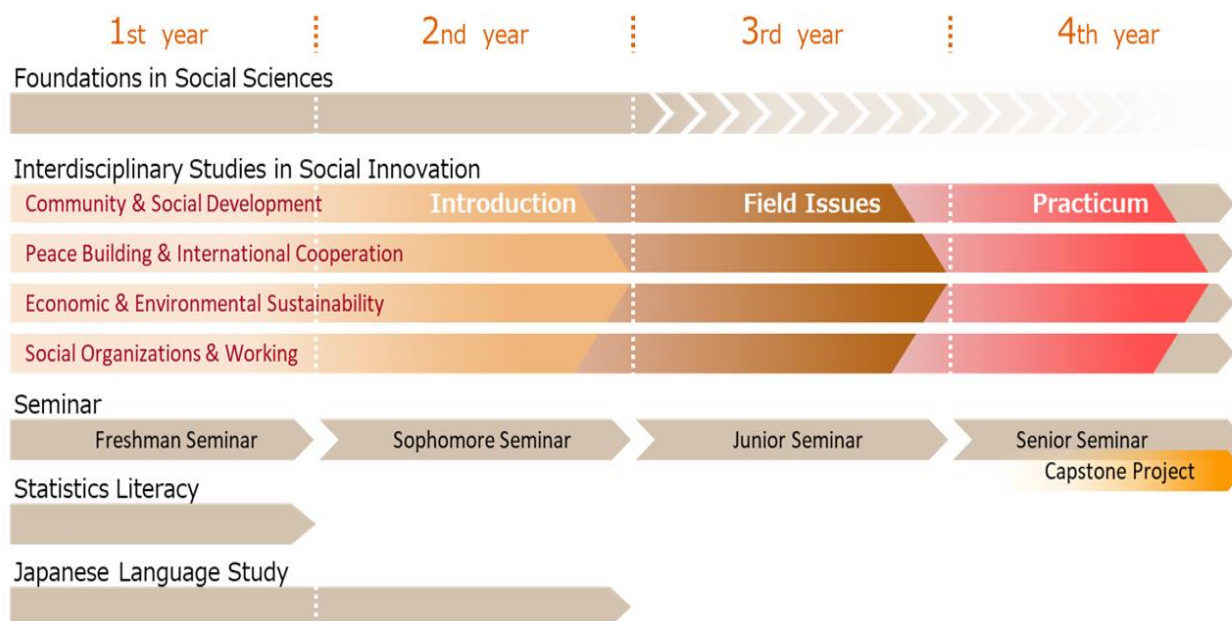 1st year 2nd year 3rd year 4th year
Foundations in Social Sciences
Interdisciplinary Studies in Social Innovation
Community & Social Development Introduction Field Issues Practicum
Peace Building & International Cooperation
Economic & Environmental Sustainability
Social Organizations & Working
Seminar
Freshman Seminar Sophomore Seminar Junior Seminar Senior Seminar
Capstone Project
Statistics Literacy
Japanese Language Study